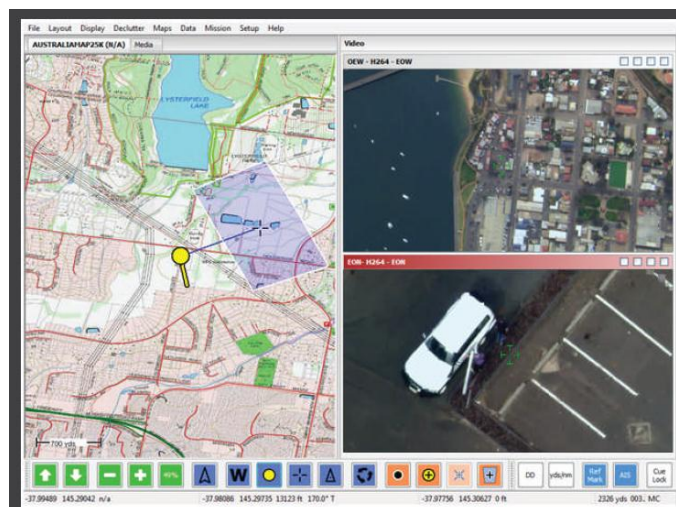 File Layout Display Declutter Maps Data Mission Setup Help
AUSTRALIAMAP25K (N/A) Media
Video
OEW - H264 - EOW
LYSTERFIELD
LAKE
EON- H264 - EON
700 yds
49%
W
DD
yds/nm
Ref
Mark
AIS
Cue
Lock
-37.99489 145.29042 n/a
-37.98086 145.29735 13123 ft 170.0° T
-37.97756 145.30627 0 ft
2326 yds 003.. MC